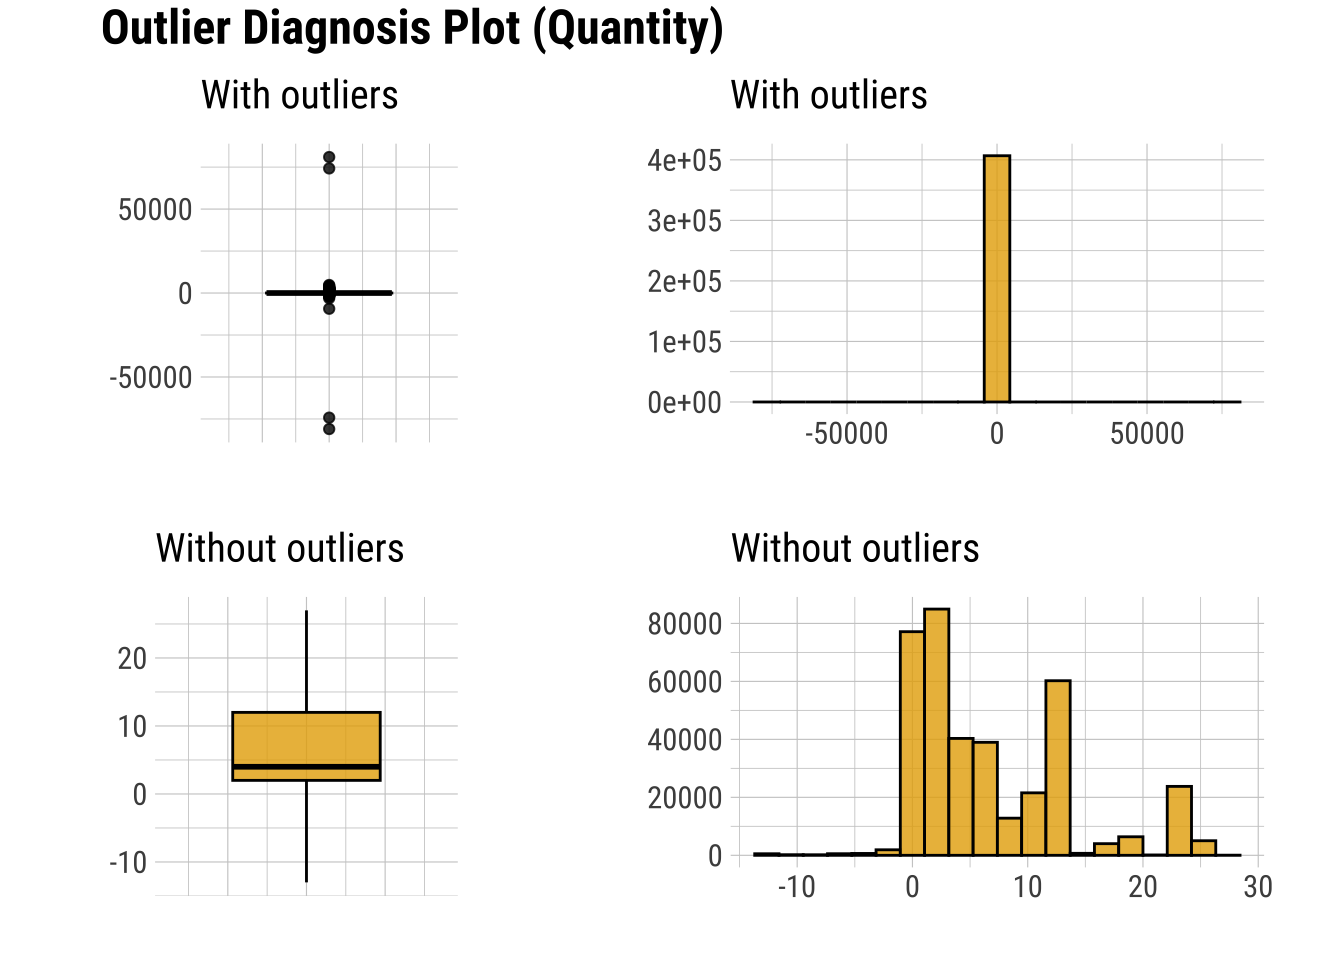 Outlier Diagnosis Plot (Quantity)
With outliers
50000
0
-50000
With outliers
4e+05
3e+05
2e+05
1e+05
0e+00
-50000 0 50000
Without outliers
20
10
0
-10
Without outliers
80000
60000
40000
20000
0
-10 0 10 20 30